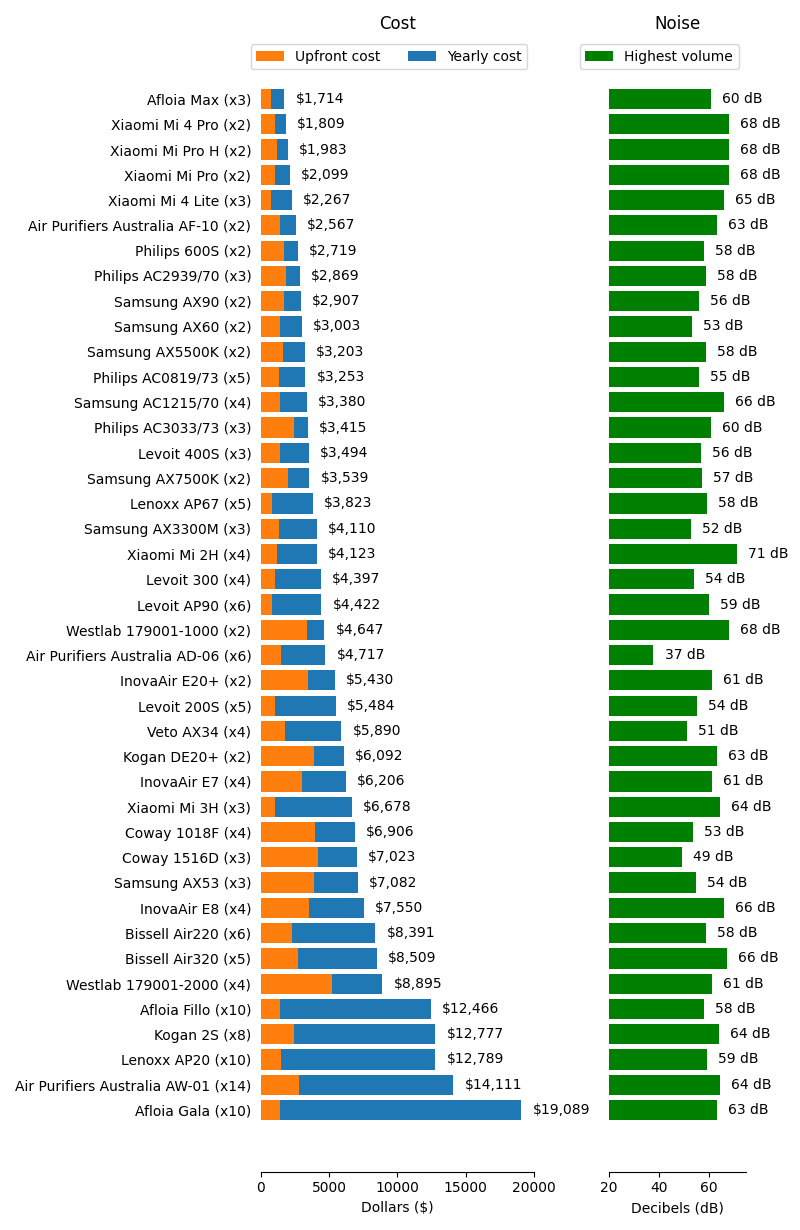 Cost Noise
Upfront cost Yearly cost Highest volume
Afloia Max (x3) $1,714 60 dB
Xiaomi Mi 4 Pro (x2) $1,809 68 dB
Xiaomi Mi Pro H (x2) $1,983 68 dB
Xiaomi Mi Pro (x2) $2,099 68 dB
Xiaomi Mi 4 Lite (x3) $2,267 65 dB
Air Purifiers Australia AF-10 (x2) $2,567 63 dB
Philips 600S (x2) $2,719 58 dB
Philips AC2939/70 (x3) $2,869 58 dB
Samsung AX90 (x2) $2,907 56 dB
Samsung AX60 (x2) $3,003 53 dB
Samsung AX5500K (x2) $3,203 58 dB
Philips AC0819/73 (x5) $3,253 55 dB
Samsung AC1215/70 (x4) $3,380 66 dB
Philips AC3033/73 (x3) $3,415 60 dB
Levoit 400S (x3) $3,494 56 dB
Samsung AX7500K (x2) $3,539 57 dB
Lenoxx AP67 (x5) $3,823 58 dB
Samsung AX3300M (x3) $4,110 52 dB
Xiaomi Mi 2H (x4) $4,123 71 dB
Levoit 300 (x4) $4,397 54 dB
Levoit AP90 (x6) $4,422 59 dB
Westlab 179001-1000 (x2) $4,647 68 dB
Air Purifiers Australia AD-06 (x6) $4,717 37 dB
InovaAir E20+ (x2) $5,430 61 dB
Levoit 200S (x5) $5,484 54 dB
Veto AX34 (x4) $5,890 51 dB
Kogan DE20+ (x2) $6,092 63 dB
InovaAir E7 (x4) $6,206 61 dB
Xiaomi Mi 3H (x3) $6,678 64 dB
Coway 1018F (x4) $6,906 53 dB
Coway 1516D (x3) $7,023 49 dB
Samsung AX53 (x3) $7,082 54 dB
InovaAir E8 (x4) $7,550 66 dB
Bissell Air220 (x6) $8,391 58 dB
Bissell Air320 (x5) $8,509 66 dB
Westlab 179001-2000 (x4) $8,895 61 dB
Afloia Fillo (x10) $12,466 58 dB
Kogan 2S (x8) $12,777 64 dB
Lenoxx AP20 (x10) $12,789 59 dB
Air Purifiers Australia AW-01 (x14) $14,111 64 dB
Afloia Gala (x10) $19,089 63 dB
0 5000 10000 15000 20000 20 40 60
Dollars ($) Decibels (dB)